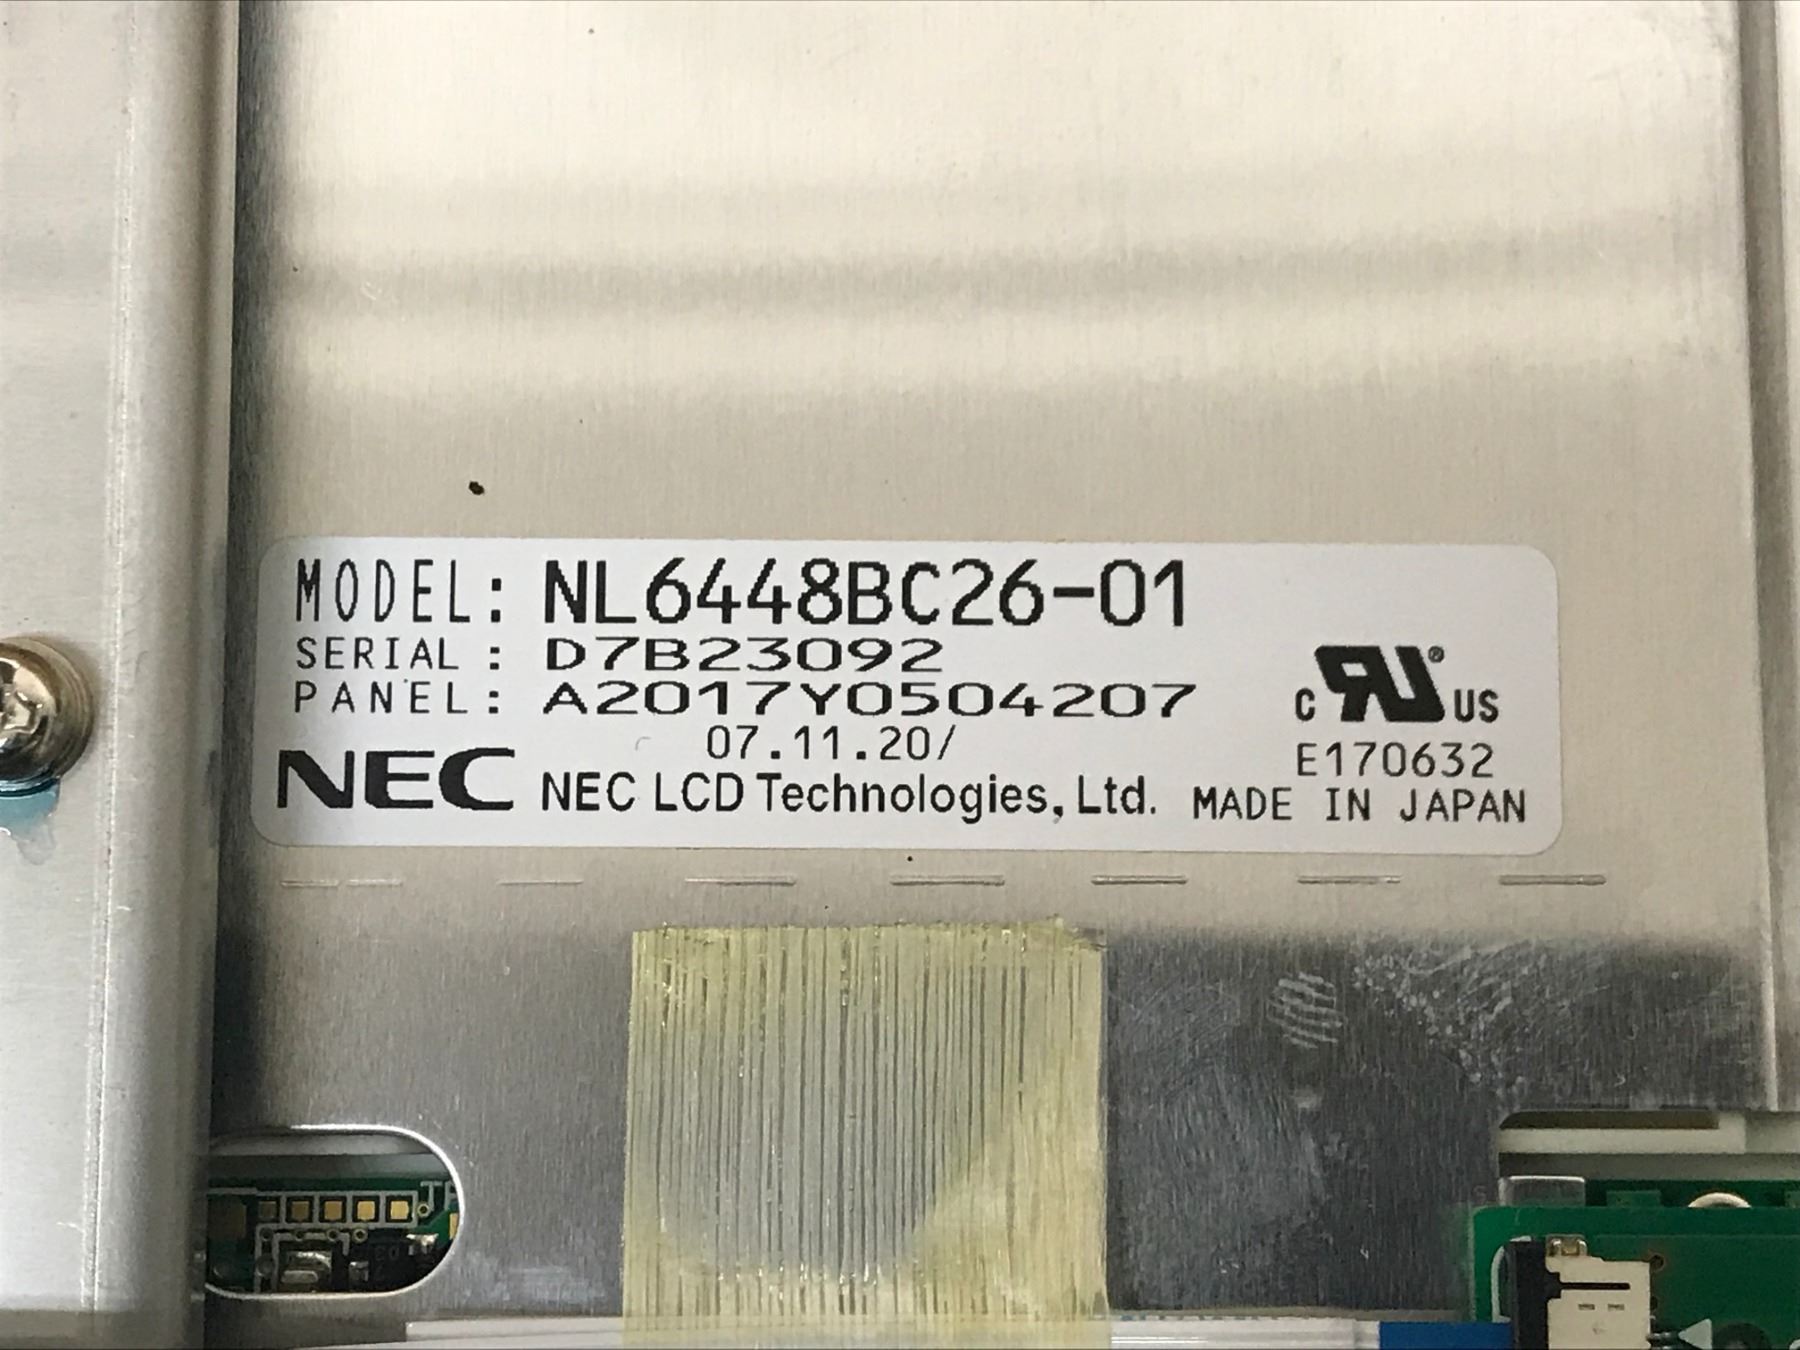 MODEL: NL6448BC26-01
SERIAL : D7B23092
PANEL: A2017Y0504207
07.11.20/
c RU® US
E170632
NEC NEC LCD Technologies, Ltd. MADE IN JAPAN